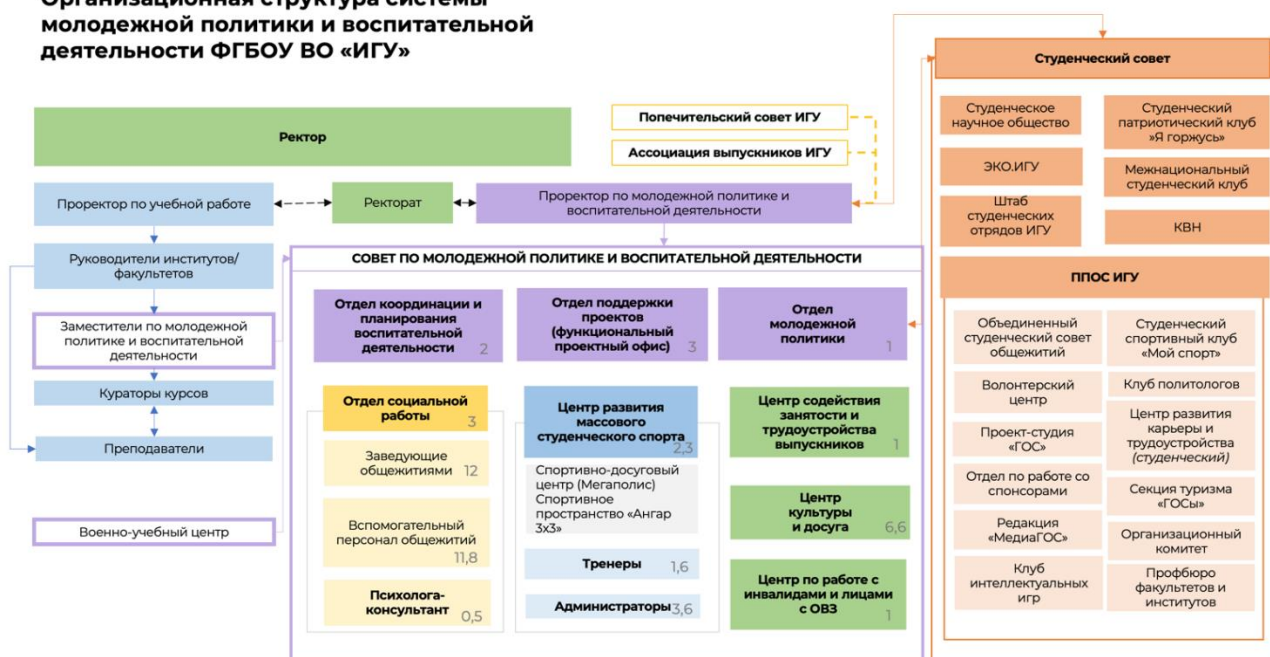 Организационная структура системы
молодежной политики и воспитательной
деятельности ФГБОУ ВО «ИГУ»
Ректор
Попечительский совет ИГУ
Ассоциация выпускников ИГУ
Проректор по учебной работе
Ректорат
Проректор по молодежной политике и
воспитательной деятельности
Руководители институтов/
факультетов
Заместители по молодежной
политике и воспитательной
деятельности
Кураторы курсов
Преподаватели
Военно-учебный центр
СОВЕТ ПО МОЛОДЕЖНОЙ ПОЛИТИКЕ И ВОСПИТАТЕЛЬНОЙ ДЕЯТЕЛЬНОСТИ
Отдел координации и
планирования
воспитательной
деятельности 2
Отдел поддержки
проектов
(функциональный
проектный офис) 3
Отдел
молодежной
политики 1
Отдел социальной
работы 3
Заведующие
общежитиями 12
Вспомогательный
персонал общежитий
11,8
Психолога-
консультант 0,5
Центр развития
массового
студенческого спорта
2,3
Спортивно-досуговый
центр (Мегаполис)
Спортивное
пространство «Ангар
3х3»
Тренеры 1,6
Администраторы 3,6
Центр содействия
занятости и
трудоустройства
выпускников 1
Центр
культуры
и досуга 6,6
Центр по работе с
инвалидами и лицами
с ОВЗ 1
Студенческий совет
Студенческое
научное общество
Студенческий
патриотический клуб
»Я горжусь»
ЭКО.ИГУ
Межнациональный
студенческий клуб
Штаб
студенческих
отрядов ИГУ
КВН
ППОС ИГУ
Объединенный
студенческий совет
общежитий
Волонтерский
центр
Проект-студия
«ГОС»
Отдел по работе со
спонсорами
Редакция
«МедиаГОС»
Клуб
интеллектуальных
игр
Студенческий
спортивный клуб
«Мой спорт»
Клуб политологов
Центр развития
карьеры и
трудоустройства
(студенческий)
Секция туризма
«ГОСы»
Организационный
комитет
Профбюро
факультетов и
институтов